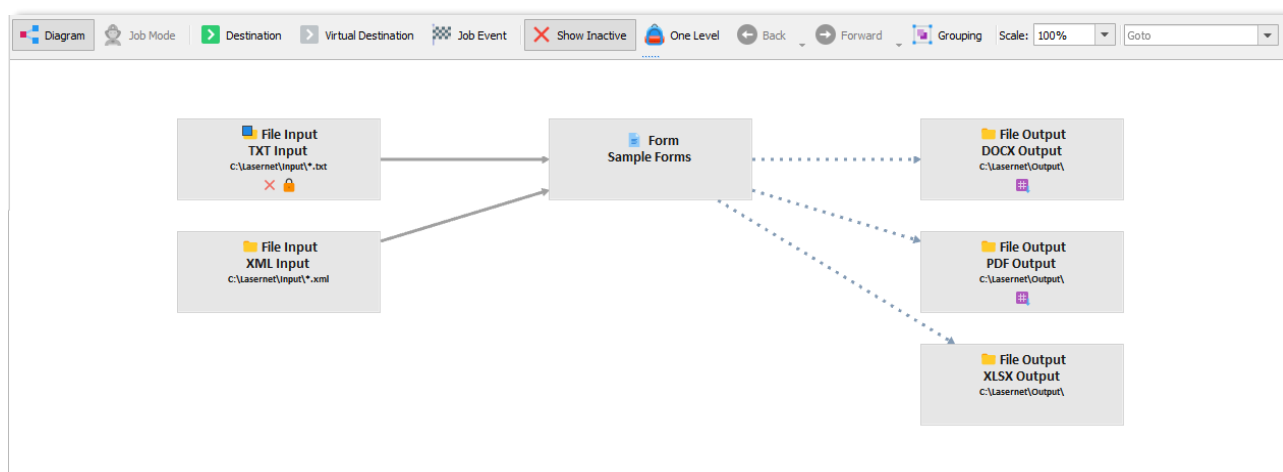 Diagram Job Mode Destination Virtual Destination Job Event Show Inactive One Level Back Forward Grouping Scale: 100% Goto
File Input
TXT Input
C:\Lasernet\Input\*.txt
File Input
XML Input
C:\Lasernet\Input\*.xml
Form
Sample Forms
File Output
DOCX Output
C:\Lasernet\Output\
File Output
PDF Output
C:\Lasernet\Output\
File Output
XLSX Output
C:\Lasernet\Output\